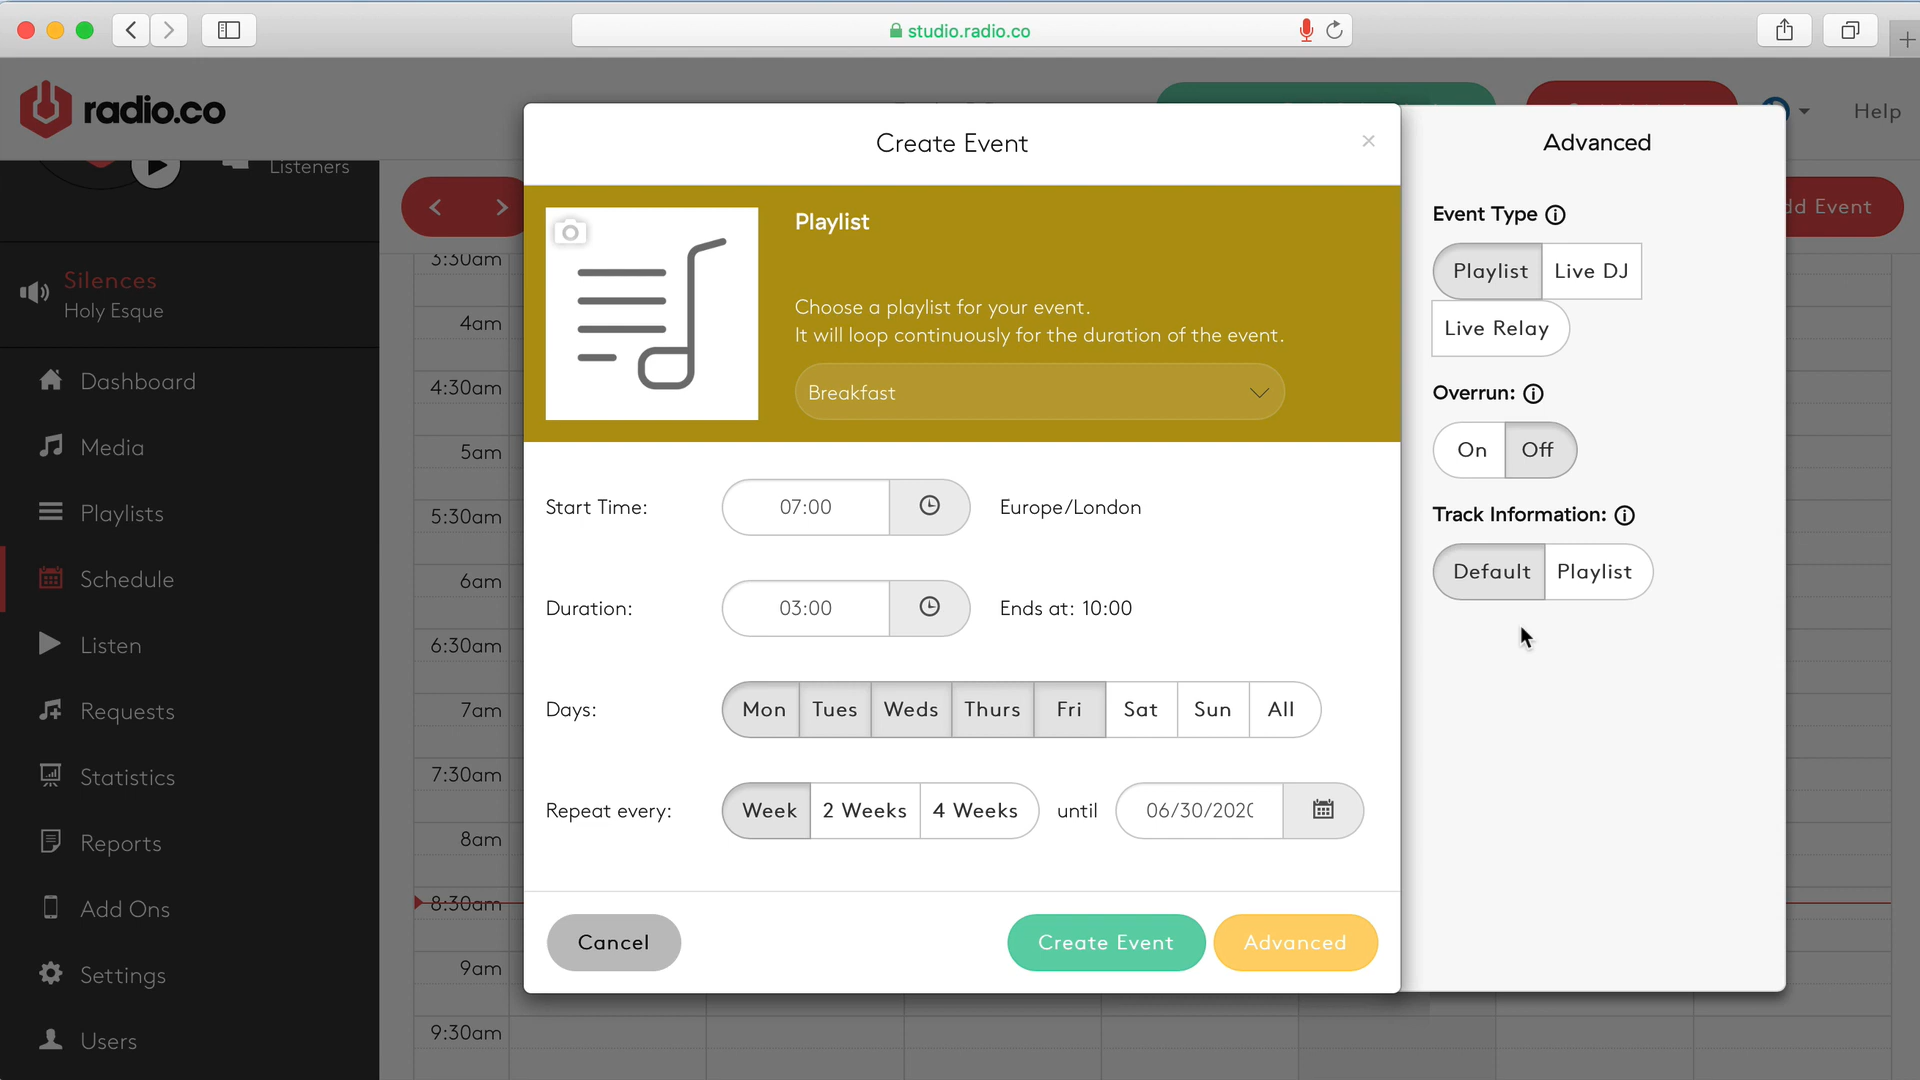 studio.radio.co
radio.co
Help
Listeners
Silences
Holy Esque
Dashboard
Media
Playlists
Schedule
Listen
Requests
Statistics
Reports
Add Ons
Settings
Users
3:30am
4am
4:30am
5am
5:30am
6am
6:30am
7am
7:30am
8am
8:30am
9am
9:30am
Create Event
×
Playlist
Choose a playlist for your event.
It will loop continuously for the duration of the event.
Breakfast
Start Time: 07:00 Europe/London
Duration: 03:00 Ends at: 10:00
Days: Mon Tues Weds Thurs Fri Sat Sun All
Repeat every: Week 2 Weeks 4 Weeks until 06/30/2020
Cancel Create Event Advanced
Advanced
Event Type
Playlist Live DJ
Live Relay
Overrun:
On Off
Track Information:
Default Playlist
dd Event